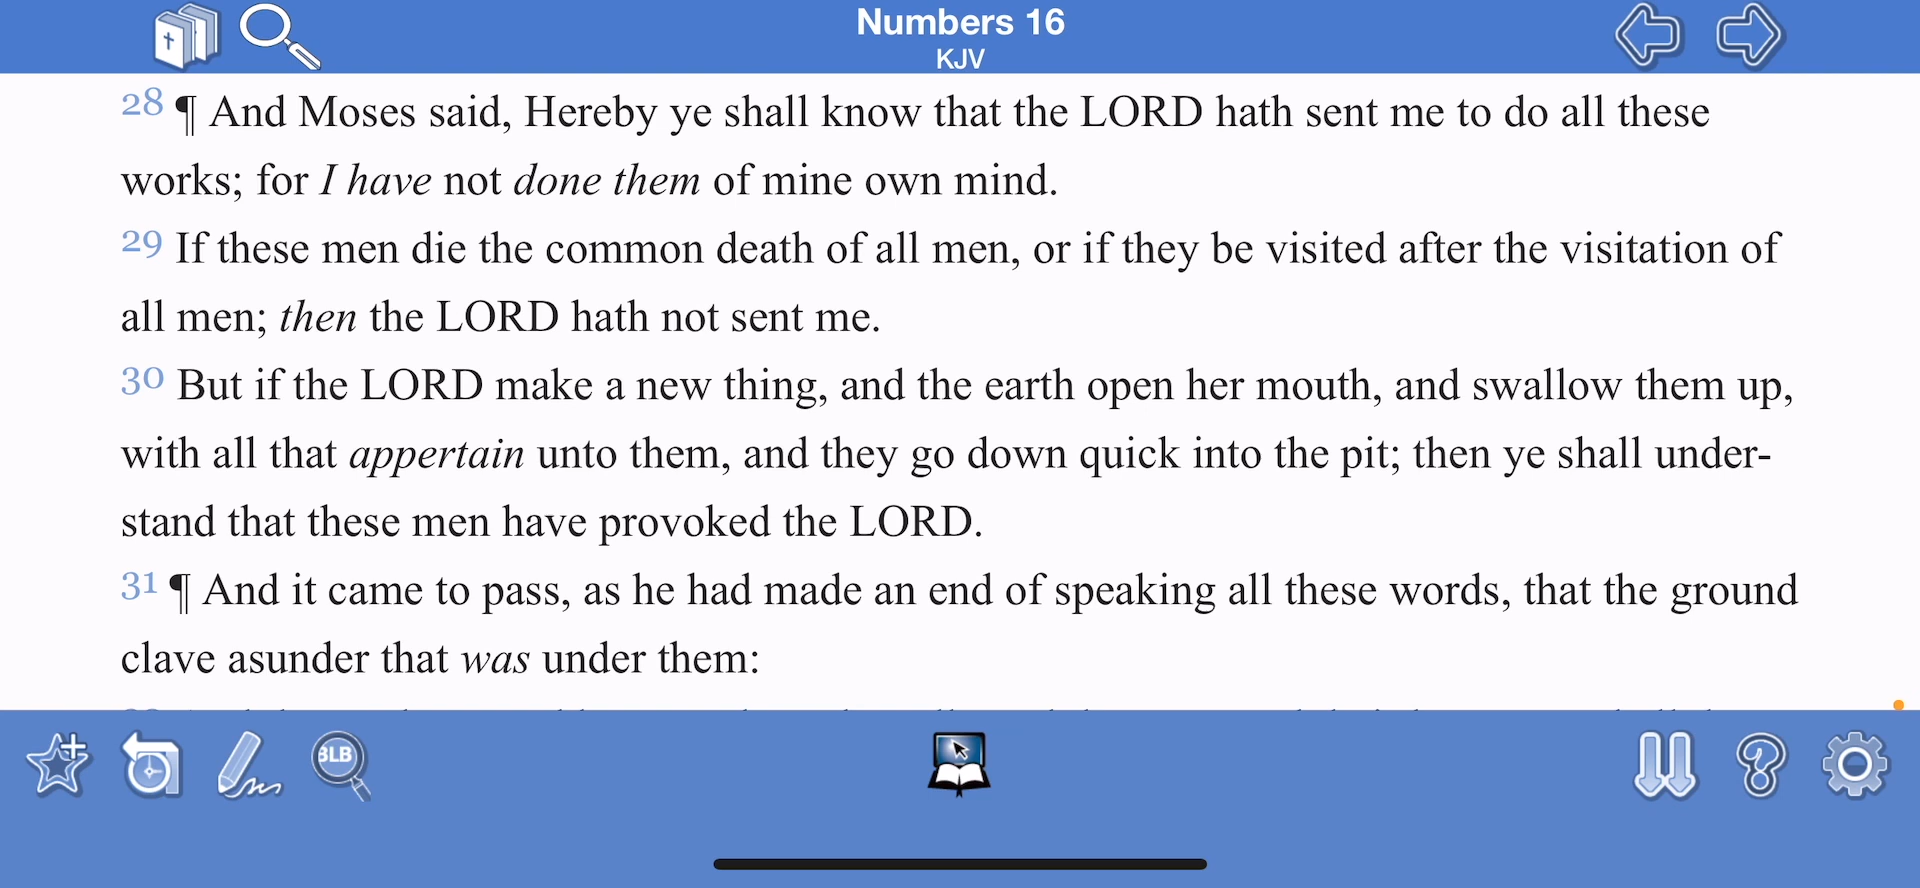 Numbers 16
KJV
28 ¶ And Moses said, Hereby ye shall know that the LORD hath sent me to do all these
works; for I have not done them of mine own mind.
29 If these men die the common death of all men, or if they be visited after the visitation of
all men; then the LORD hath not sent me.
30 But if the LORD make a new thing, and the earth open her mouth, and swallow them up,
with all that appertain unto them, and they go down quick into the pit; then ye shall under-
stand that these men have provoked the LORD.
31 ¶ And it came to pass, as he had made an end of speaking all these words, that the ground
clave asunder that was under them:
BLB